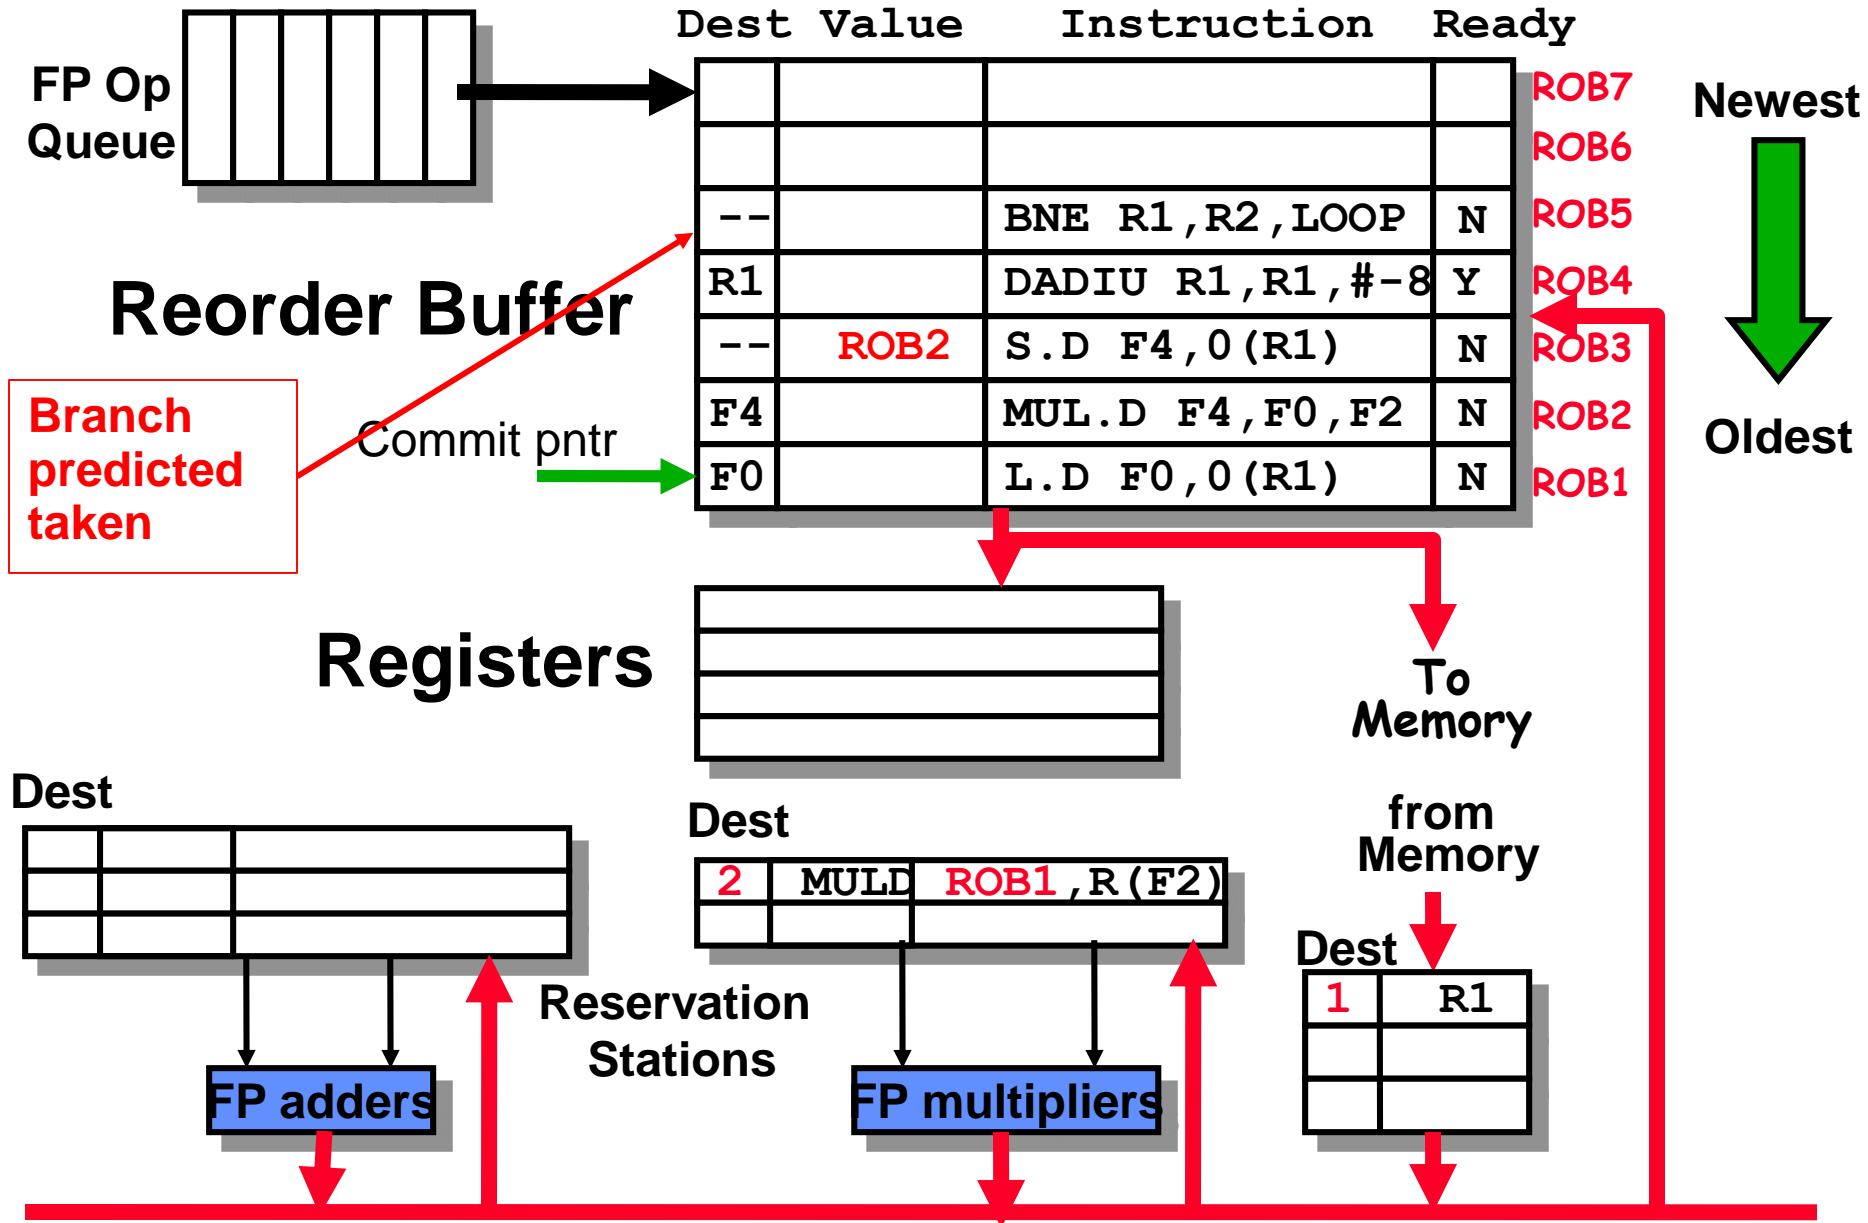 Dest Value Instruction Ready
FP Op
Queue
ROB7
Newest
ROB6
-- BNE R1,R2,LOOP N ROB5
Reorder Buffer
R1 DADIU R1,R1,#-8 Y ROB4
-- ROB2 S.D F4,0(R1) N ROB3
Branch
predicted
taken
Commit pntr
F4 MUL.D F4,F0,F2 N ROB2
Oldest
F0 L.D F0,0(R1) N ROB1
Registers
To
Memory
Dest
Dest
from
Memory
2 MULD ROB1,R(F2)
Dest
1 R1
Reservation
Stations
FP adders
FP multipliers